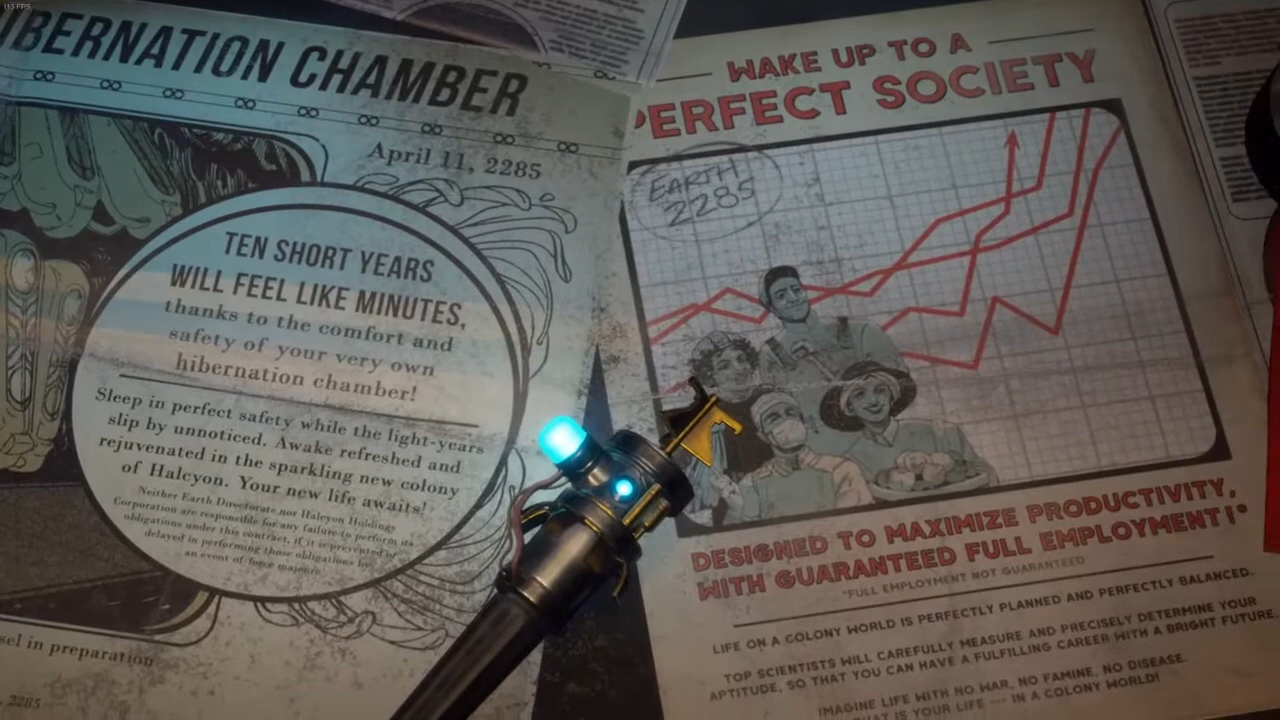 113 FPS
IBERNATION CHAMBER
April 11, 2285
TEN SHORT YEARS
WILL FEEL LIKE MINUTES,
thanks to the comfort and
safety of your very own
hibernation chamber!
Sleep in perfect safety while the light-years
slip by unnoticed. Awake refreshed and
rejuvenated in the sparkling new colony
of Halcyon. Your new life awaits!
Neither Earth Directorate nor Halcyon Holdings
Corporation are responsible for any failure to perform its
obligations under this contract, if it is prevented or
delayed in performing those obligations by
an event of force majeure.
sel in preparation
2285
WAKE UP TO A
PERFECT SOCIETY
EARTH
2285
DESIGNED TO MAXIMIZE PRODUCTIVITY,
WITH GUARANTEED FULL EMPLOYMENT!*
*FULL EMPLOYMENT NOT GUARANTEED
LIFE ON A COLONY WORLD IS PERFECTLY PLANNED AND PERFECTLY BALANCED.
TOP SCIENTISTS WILL CAREFULLY MEASURE AND PRECISELY DETERMINE YOUR
APTITUDE, SO THAT YOU CAN HAVE A FULFILLING CAREER WITH A BRIGHT FUTURE.
IMAGINE LIFE WITH NO WAR, NO FAMINE, NO DISEASE.
THAT IS YOUR LIFE --- IN A COLONY WORLD!